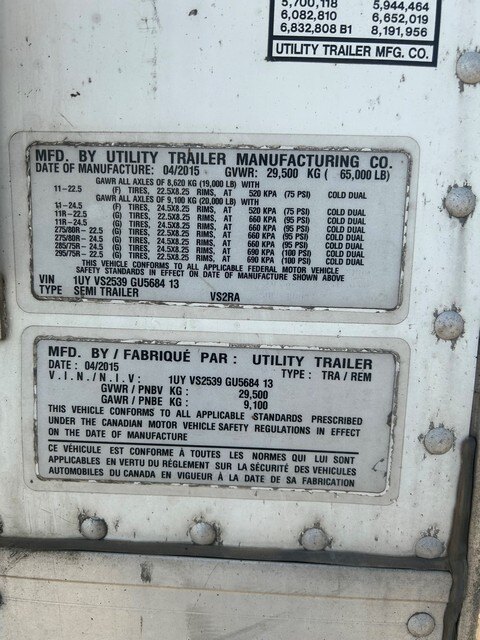 5,700,118 5,944,464
6,082,810 6,652,019
6,832,808 B1 8,191,956
UTILITY TRAILER MFG. CO.
MFD. BY UTILITY TRAILER MANUFACTURING CO.
DATE OF MANUFACTURE: 04/2015 GVWR: 29,500 KG ( 65,000 LB)
GAWR ALL AXLES OF 8,620 KG (19,000 LB) WITH
11-22.5 (F) TIRES, 22.5X8.25 RIMS, AT 520 KPA (75 PSI) COLD DUAL
GAWR ALL AXLES OF 9,100 KG (20,000 LB) WITH
11-24.5 (F) TIRES, 24.5X8.25 RIMS, AT 520 KPA (75 PSI) COLD DUAL
11R-22.5 (G) TIRES, 22.5X8.25 RIMS, AT 660 KPA (95 PSI) COLD DUAL
11R-24.5 (G) TIRES, 24.5X8.25 RIMS, AT 660 KPA (95 PSI) COLD DUAL
275/80R - 22.5 (G) TIRES, 22.5X8.25 RIMS, AT 660 KPA (95 PSI) COLD DUAL
275/80R - 24.5 (G) TIRES, 24.5X8.25 RIMS, AT 660 KPA (95 PSI) COLD DUAL
285/75R - 24.5 (G) TIRES, 24.5X8.25 RIMS, AT 690 KPA (100 PSI) COLD DUAL
295/75R - 22.5 (G) TIRES, 22.5X8.25 RIMS, AT 690 KPA (100 PSI) COLD DUAL
THIS VEHICLE CONFORMS TO ALL APPLICABLE FEDERAL MOTOR VEHICLE
SAFETY STANDARDS IN EFFECT ON DATE OF MANUFACTURE SHOWN ABOVE
VIN 1UY VS2539 GU5684 13
TYPE SEMI TRAILER VS2RA
MFD. BY / FABRIQUÉ PAR : UTILITY TRAILER
DATE : 04/2015 TYPE : TRA / REM
V . I . N . / N . I . V : 1UY VS2539 GU5684 13
GVWR / PNBV KG : 29,500
GAWR / PNBE KG : 9,100
THIS VEHICLE CONFORMS TO ALL APPLICABLE STANDARDS PRESCRIBED
UNDER THE CANADIAN MOTOR VEHICLE SAFETY REGULATIONS IN EFFECT
ON THE DATE OF MANUFACTURE
CE VÉHICULE EST CONFORME À TOUTES LES NORMES QUI LUI SONT
APPLICABLES EN VERTU DU RÉGLEMENT SUR LA SÉCURITÉ DES VÉHICLES
AUTOMOBILES DU CANADA EN VIGUEUR À LA DATE DE SA FABRICATION